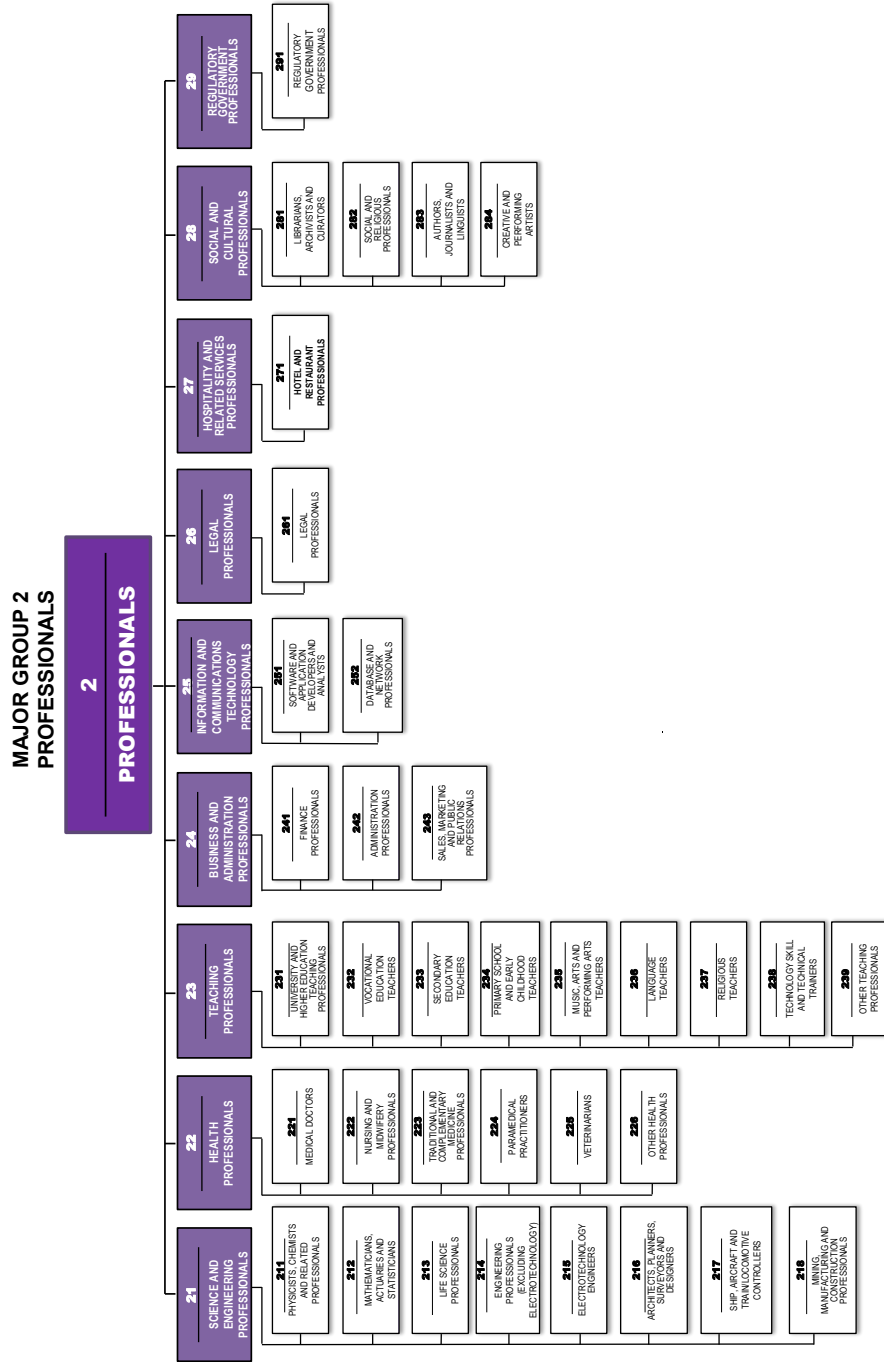 MAJOR GROUP 2
PROFESSIONALS
2
PROFESSIONALS
21
SCIENCE AND
ENGINEERING
PROFESSIONALS
211
PHYSICISTS, CHEMISTS
AND RELATED
PROFESSIONALS
212
MATHEMATICIANS,
ACTUARIES AND
STATISTICIANS
213
LIFE SCIENCE
PROFESSIONALS
214
ENGINEERING
PROFESSIONALS
(EXCLUDING
ELECTROTECHNOLOGY)
215
ELECTROTECHNOLOGY
ENGINEERS
216
ARCHITECTS, PLANNERS,
SURVEYORS AND
DESIGNERS
217
SHIP, AIRCRAFT AND
TRAIN/LOCOMOTIVE
CONTROLLERS
218
MINING,
MANUFACTURING AND
CONSTRUCTION
PROFESSIONALS
22
HEALTH
PROFESSIONALS
221
MEDICAL DOCTORS
222
NURSING AND
MIDWIFERY
PROFESSIONALS
223
TRADITIONAL AND
COMPLEMENTARY
MEDICINE
PROFESSIONALS
224
PARAMEDICAL
PRACTITIONERS
225
VETERINARIANS
226
OTHER HEALTH
PROFESSIONALS
23
TEACHING
PROFESSIONALS
231
UNIVERSITY AND
HIGHER EDUCATION
TEACHING
PROFESSIONALS
232
VOCATIONAL
EDUCATION
TEACHERS
233
SECONDARY
EDUCATION
TEACHERS
234
PRIMARY SCHOOL
AND EARLY
CHILDHOOD
TEACHERS
235
MUSIC, ARTS AND
PERFORMING ARTS
TEACHERS
236
LANGUAGE
TEACHERS
237
RELIGIOUS
TEACHERS
238
TECHNOLOGY SKILL
AND TECHNICAL
TRAINERS
239
OTHER TEACHING
PROFESSIONALS
24
BUSINESS AND
ADMINISTRATION
PROFESSIONALS
241
FINANCE
PROFESSIONALS
242
ADMINISTRATION
PROFESSIONALS
243
SALES, MARKETING
AND PUBLIC
RELATIONS
PROFESSIONALS
25
INFORMATION AND
COMMUNICATIONS
TECHNOLOGY
PROFESSIONALS
251
SOFTWARE AND
APPLICATION
DEVELOPERS AND
ANALYSTS
252
DATABASE AND
NETWORK
PROFESSIONALS
26
LEGAL
PROFESSIONALS
261
LEGAL
PROFESSIONALS
27
HOSPITALITY AND
RELATED SERVICES
PROFESSIONALS
271
HOTEL AND
RESTAURANT
PROFESSIONALS
28
SOCIAL AND
CULTURAL
PROFESSIONALS
281
LIBRARIANS,
ARCHIVISTS AND
CURATORS
282
SOCIAL AND
RELIGIOUS
PROFESSIONALS
283
AUTHORS,
JOURNALISTS AND
LINGUISTS
284
CREATIVE AND
PERFORMING
ARTISTS
29
REGULATORY
GOVERNMENT
PROFESSIONALS
291
REGULATORY
GOVERNMENT
PROFESSIONALS